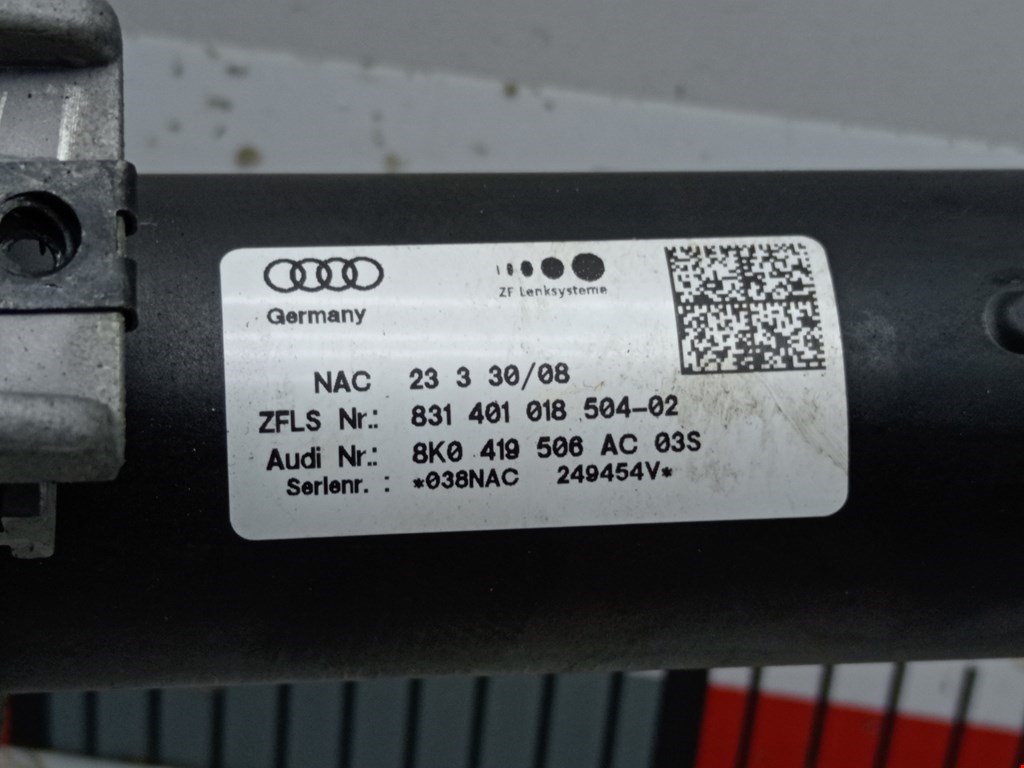 Germany
ZF Lenksysteme
NAC 23 3 30/08
ZFLS Nr.: 831 401 018 504-02
Audi Nr.: 8K0 419 506 AC 03S
Serienr. : *038NAC 249454V*